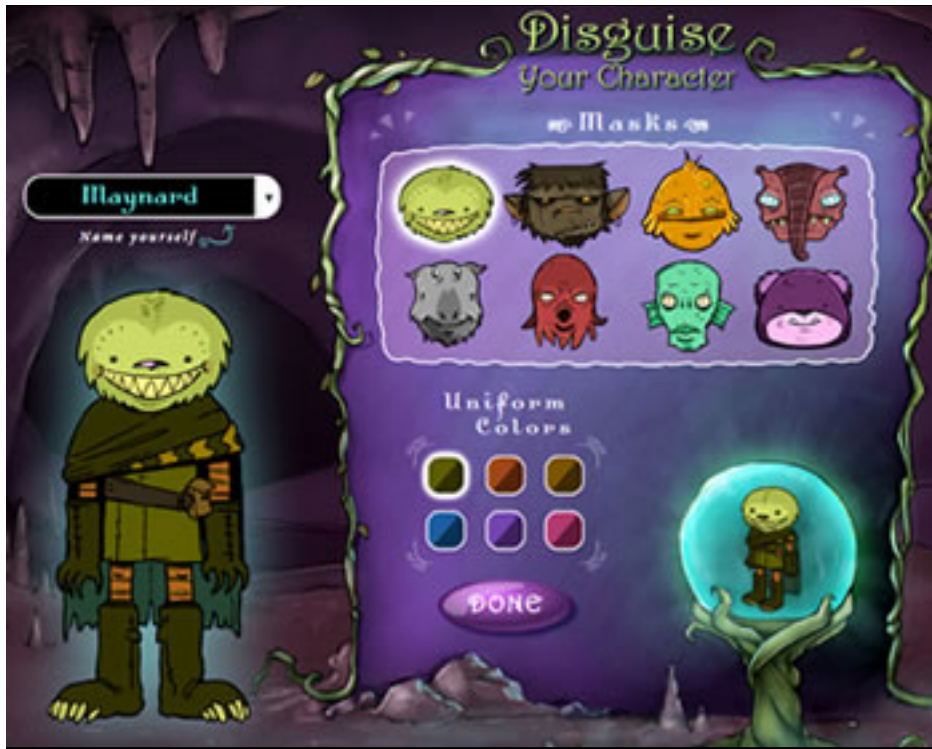 Disguise
Your Character
Masks
Maynard
Name yourself
Uniform
Colors
DONE